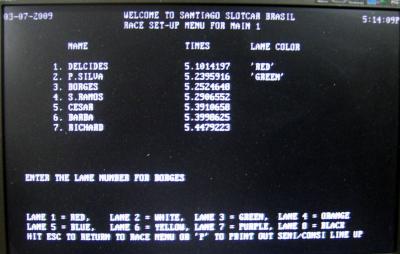 03-07-2009 WELCOME TO SANTIAGO SLOTCAR BRASIL 5:14:09P
RACE SET-UP MENU FOR MAIN 1
NAME TIMES LANE COLOR
1. DELCIDES 5.1014197 'RED'
2. P.SILVA 5.2395916 'GREEN'
3. BORGES 5.2524648
4. S.RAMOS 5.2906552
5. CESAR 5.3910658
6. BARBA 5.3998625
7. RICHARD 5.4479223
ENTER THE LANE NUMBER FOR BORGES
LANE 1 = RED, LANE 2 = WHITE, LANE 3 = GREEN, LANE 4 = ORANGE
LANE 5 = BLUE, LANE 6 = YELLOW, LANE 7 = PURPLE, LANE 8 = BLACK
HIT ESC TO RETURN TO RACE MENU OR 'P' TO PRINT OUT SEMI/CONSI LINE UP